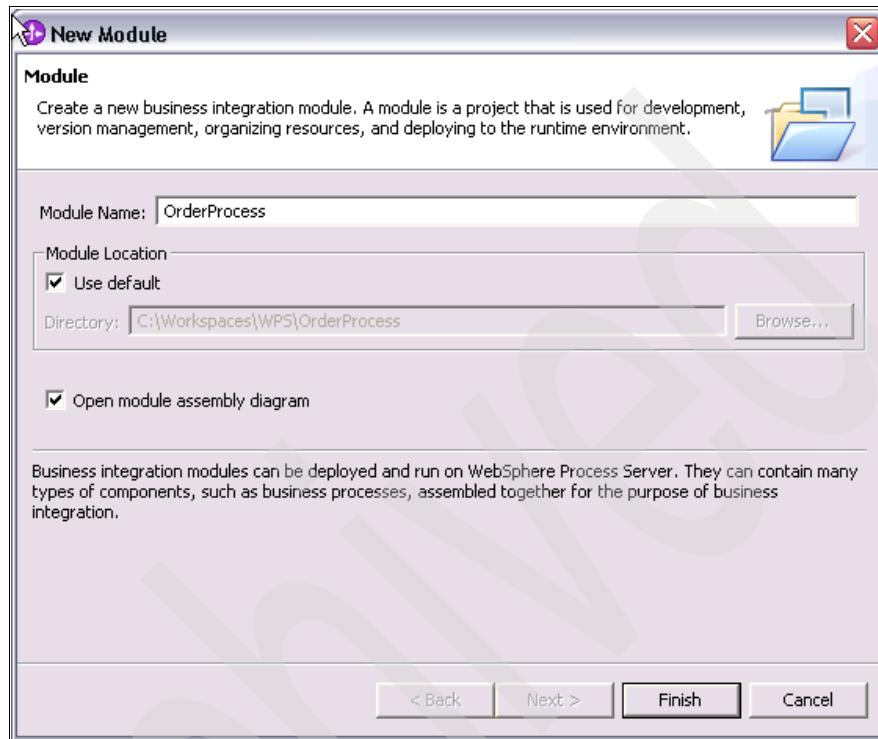 New Module
Module
Create a new business integration module. A module is a project that is used for development,
version management, organizing resources, and deploying to the runtime environment.
Module Name: OrderProcess
Module Location
Use default
Directory: C:\Workspaces\WPS\OrderProcess Browse...
Open module assembly diagram
Business integration modules can be deployed and run on WebSphere Process Server. They can contain many
types of components, such as business processes, assembled together for the purpose of business
integration.
< Back Next > Finish Cancel